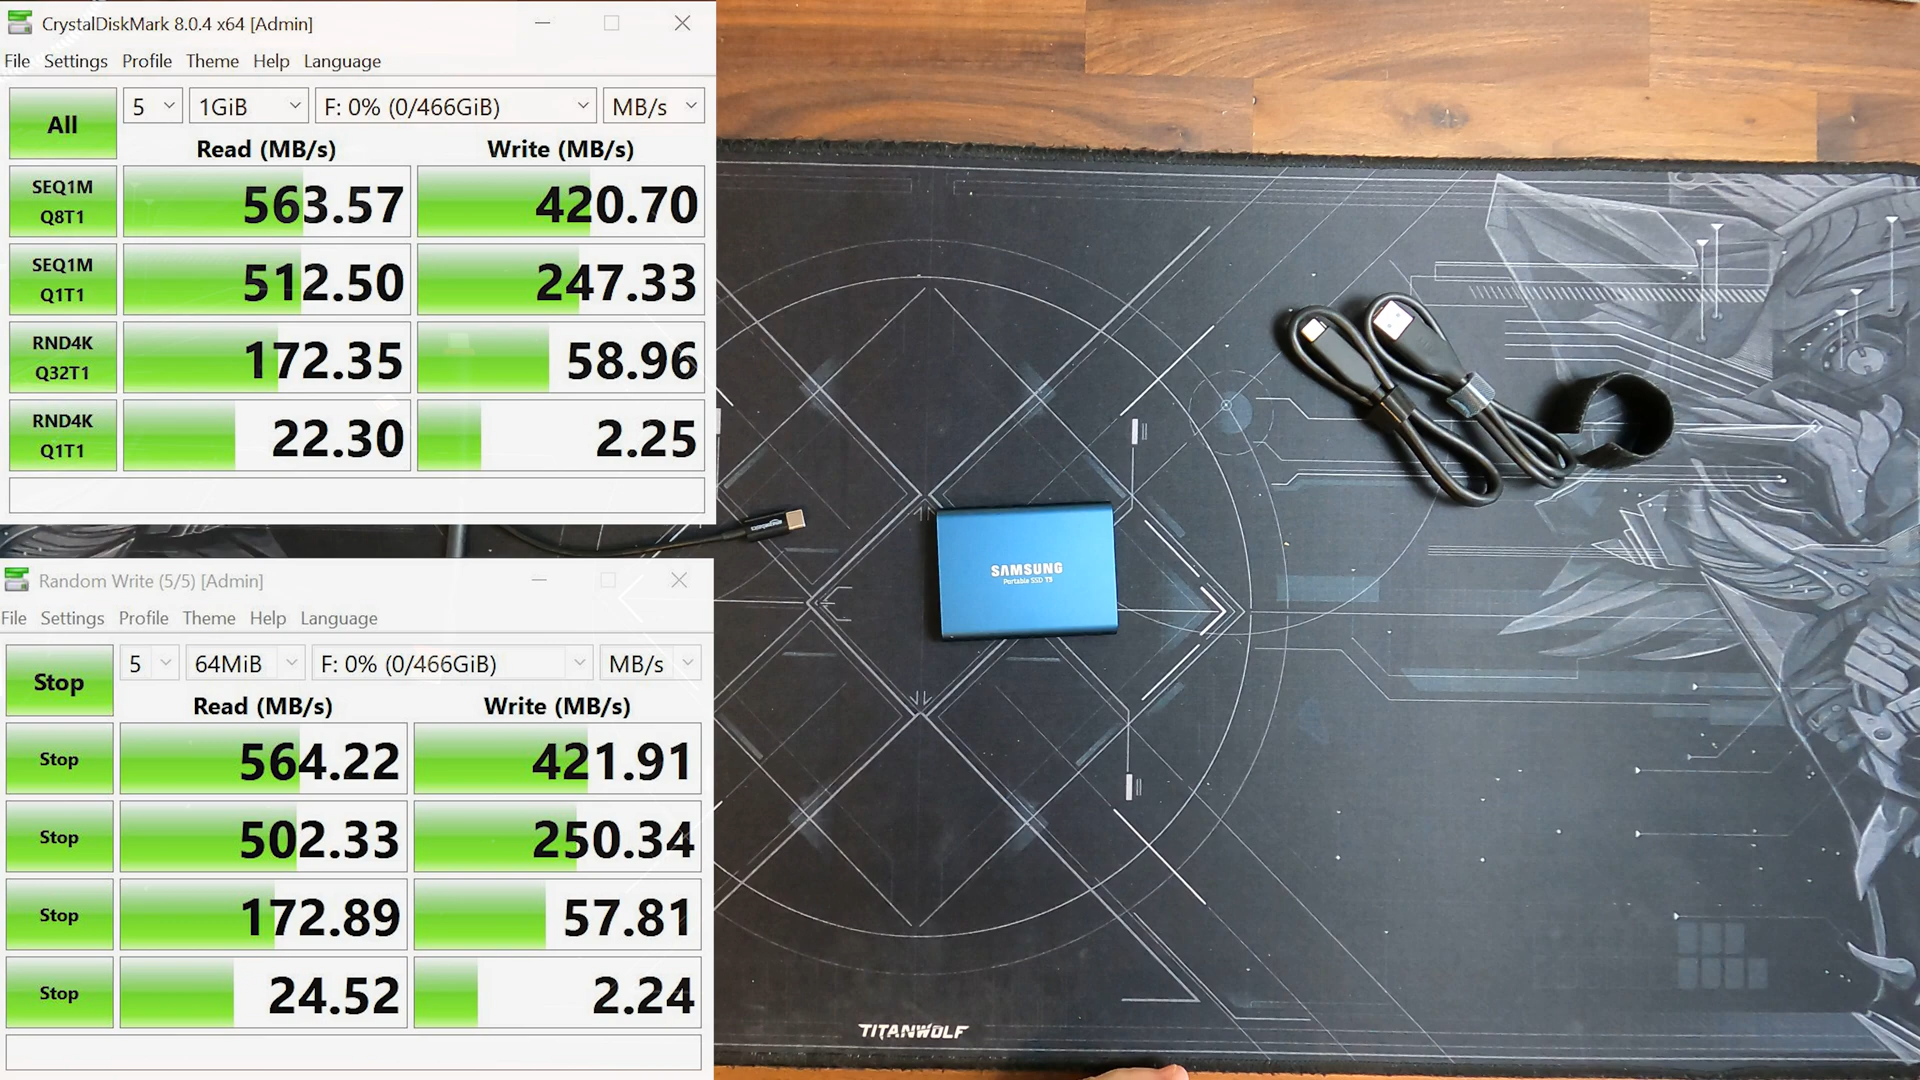 CrystalDiskMark 8.0.4 x64 [Admin]
File Settings Profile Theme Help Language
All 5 1GiB F: 0% (0/466GiB) MB/s
Read (MB/s) Write (MB/s)
SEQ1M Q8T1 563.57 420.70
SEQ1M Q1T1 512.50 247.33
RND4K Q32T1 172.35 58.96
RND4K Q1T1 22.30 2.25
Random Write (5/5) [Admin]
File Settings Profile Theme Help Language
Stop 5 64MiB F: 0% (0/466GiB) MB/s
Read (MB/s) Write (MB/s)
Stop 564.22 421.91
Stop 502.33 250.34
Stop 172.89 57.81
Stop 24.52 2.24
SAMSUNG
Portable SSD T5
TITANWOLF